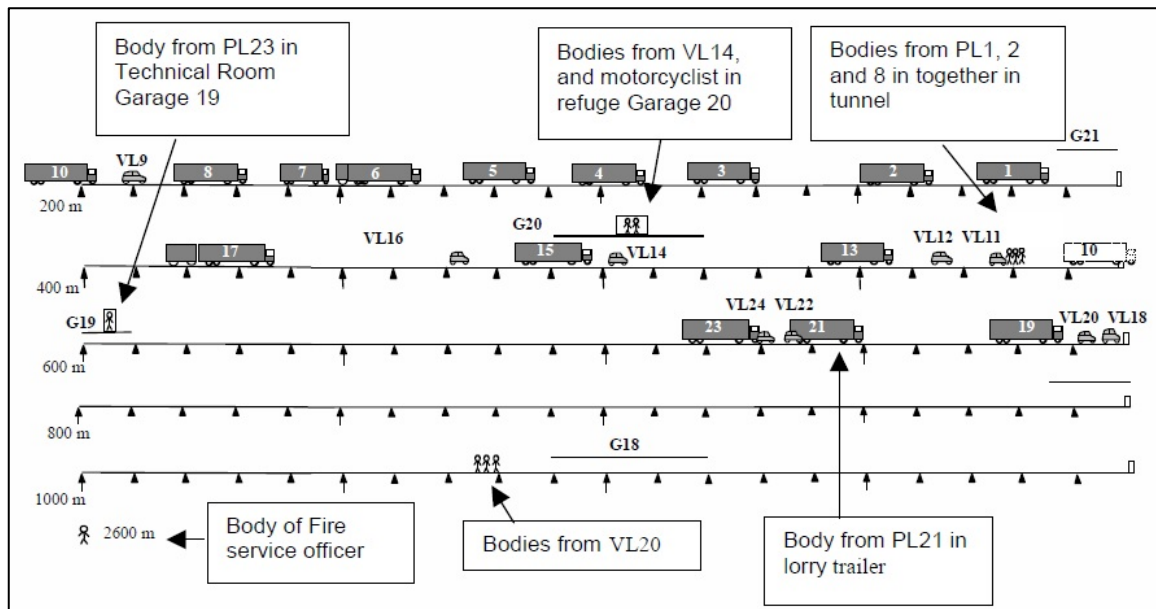 Body from PL23 in
Technical Room
Garage 19
Bodies from VL14,
and motorcyclist in
refuge Garage 20
Bodies from PL1, 2
and 8 in together in
tunnel
G21
10
VL9
8
7
6
5
4
3
2
1
200 m
G20
17
VL16
15
VL14
13
VL12
VL11
10
400 m
G19
23
VL24
VL22
21
19
VL20
VL18
600 m
800 m
G18
1000 m
2600 m
Body of Fire
service officer
Bodies from VL20
Body from PL21 in
lorry trailer